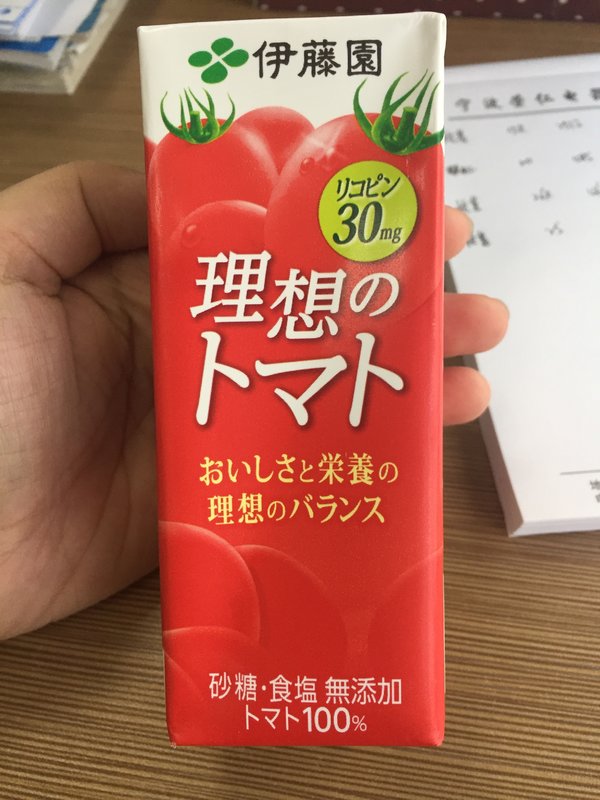 伊藤園
リコピン
30mg
理想の
トマト
おいしさと栄養の
理想のバランス
砂糖・食塩 無添加
トマト100%